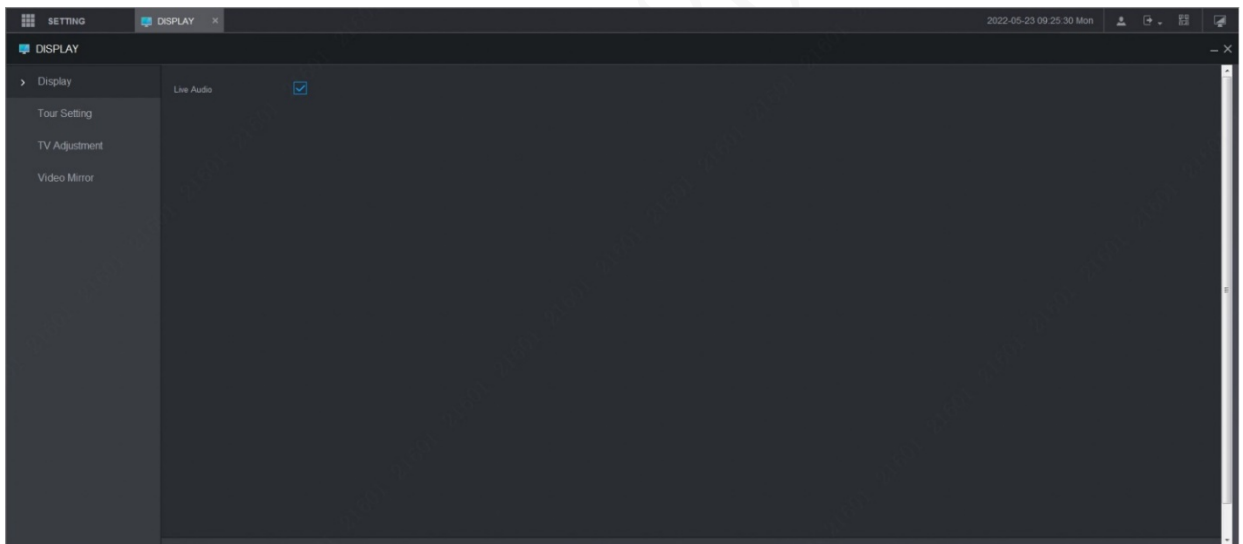 SETTING
DISPLAY
2022-05-23 09:25:30 Mon
DISPLAY
Display
Live Audio
Tour Setting
TV Adjustment
Video Mirror